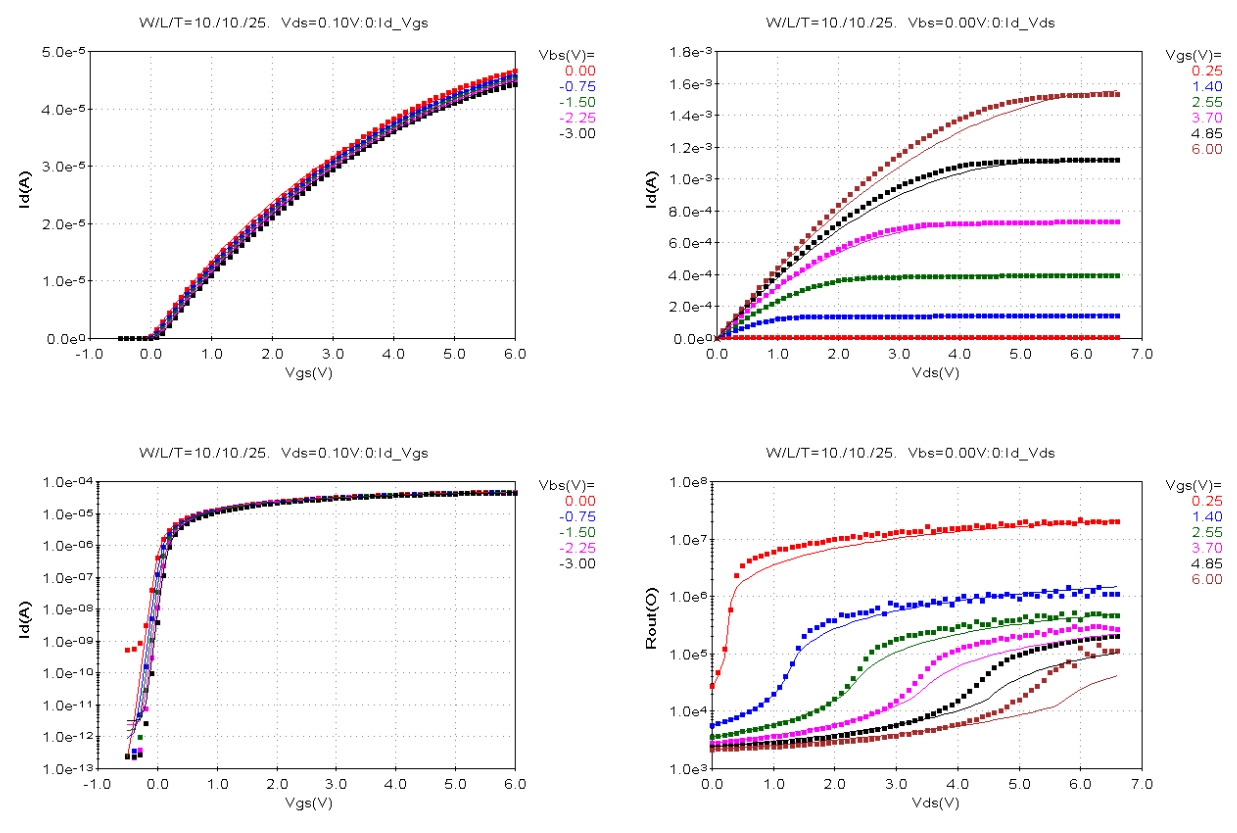 W/L/T=10./10./25. Vds=0.10V:0:Id_Vgs
5.0e-5
4.0e-5
3.0e-5
2.0e-5
1.0e-5
0.0e0
Id(A)
-1.0 0.0 1.0 2.0 3.0 4.0 5.0 6.0
Vgs(V)
Vbs(V)=
0.00
-0.75
-1.50
-2.25
-3.00
W/L/T=10./10./25. Vbs=0.00V:0:Id_Vds
1.8e-3
1.6e-3
1.4e-3
1.2e-3
1.0e-3
8.0e-4
6.0e-4
4.0e-4
2.0e-4
0.0e0
Id(A)
0.0 1.0 2.0 3.0 4.0 5.0 6.0 7.0
Vds(V)
Vgs(V)=
0.25
1.40
2.55
3.70
4.85
6.00
W/L/T=10./10./25. Vds=0.10V:0:Id_Vgs
1.0e-04
1.0e-05
1.0e-06
1.0e-07
1.0e-08
1.0e-09
1.0e-10
1.0e-11
1.0e-12
1.0e-13
Id(A)
-1.0 0.0 1.0 2.0 3.0 4.0 5.0 6.0
Vgs(V)
Vbs(V)=
0.00
-0.75
-1.50
-2.25
-3.00
W/L/T=10./10./25. Vbs=0.00V:0:Id_Vds
1.0e8
1.0e7
1.0e6
1.0e5
1.0e4
1.0e3
Rout(O)
0.0 1.0 2.0 3.0 4.0 5.0 6.0 7.0
Vds(V)
Vgs(V)=
0.25
1.40
2.55
3.70
4.85
6.00